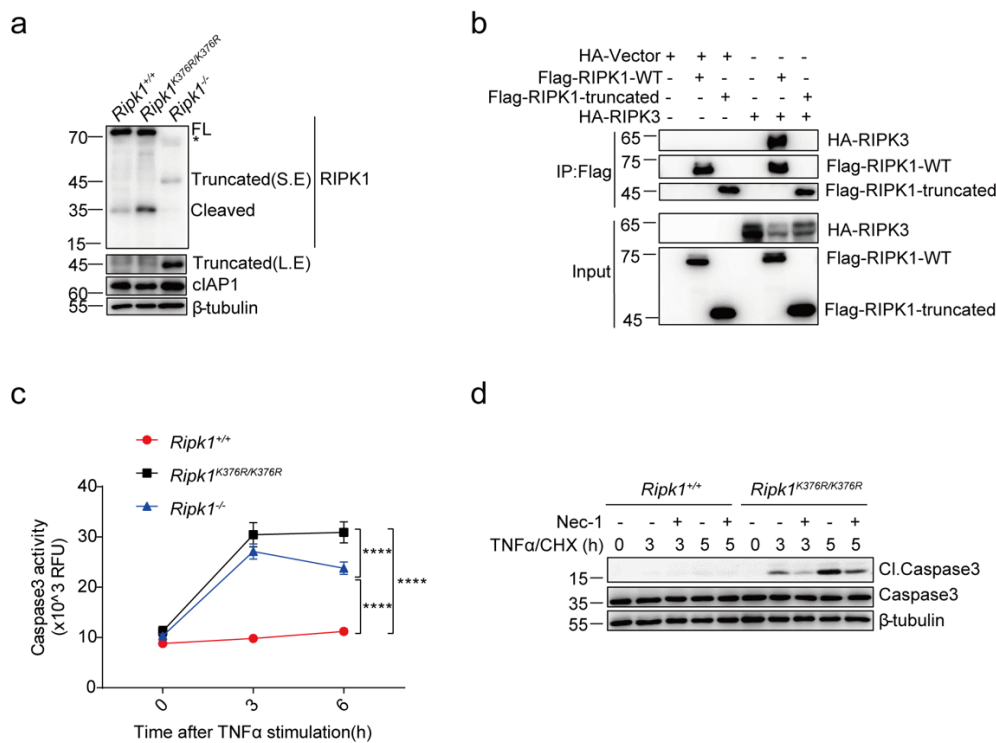 a
Ripk1+/+
Ripk1K376R/K376R
Ripk1-/-
70
FL
*
45
Truncated(S.E)
RIPK1
35
Cleaved
15
45
Truncated(L.E)
60
cIAP1
55
β-tubulin
b
HA-Vector + + + - - -
Flag-RIPK1-WT - + - - + -
Flag-RIPK1-truncated - - + - - +
HA-RIPK3 - - - + + +
IP:Flag
65
HA-RIPK3
75
Flag-RIPK1-WT
45
Flag-RIPK1-truncated
Input
65
HA-RIPK3
75
Flag-RIPK1-WT
45
Flag-RIPK1-truncated
c
Ripk1+/+
Ripk1K376R/K376R
Ripk1-/-
Caspase3 activity
(x10^3 RFU)
40
30
20
10
0
****
****
****
0 3 6
Time after TNFα stimulation(h)
d
Ripk1+/+ Ripk1K376R/K376R
Nec-1 - - + - + - - + - +
TNFα/CHX (h) 0 3 3 5 5 0 3 3 5 5
15
Cl.Caspase3
35
Caspase3
55
β-tubulin